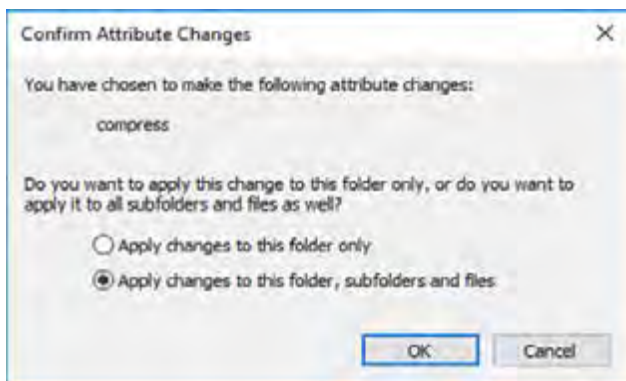 Confirm Attribute Changes
You have chosen to make the following attribute changes:
compress
Do you want to apply this change to this folder only, or do you want to
apply it to all subfolders and files as well?
Apply changes to this folder only
Apply changes to this folder, subfolders and files
OK Cancel